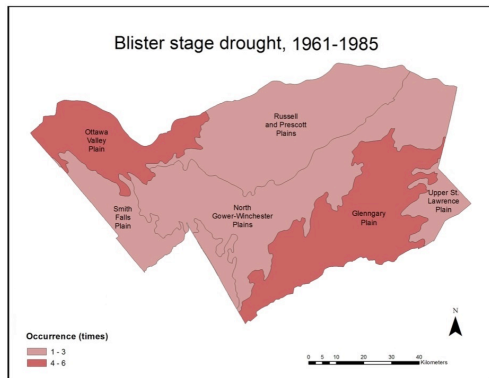 Blister stage drought, 1961-1985
Ottawa
Valley
Plain
Russell
and Prescott
Plains
Smith
Falls
Plain
North
Gower-Winchester
Plains
Glenngary
Plain
Upper St.
Lawrence
Plain
Occurrence (times)
1 - 3
4 - 6
N
0 5 10 20 30 40
Kilometers